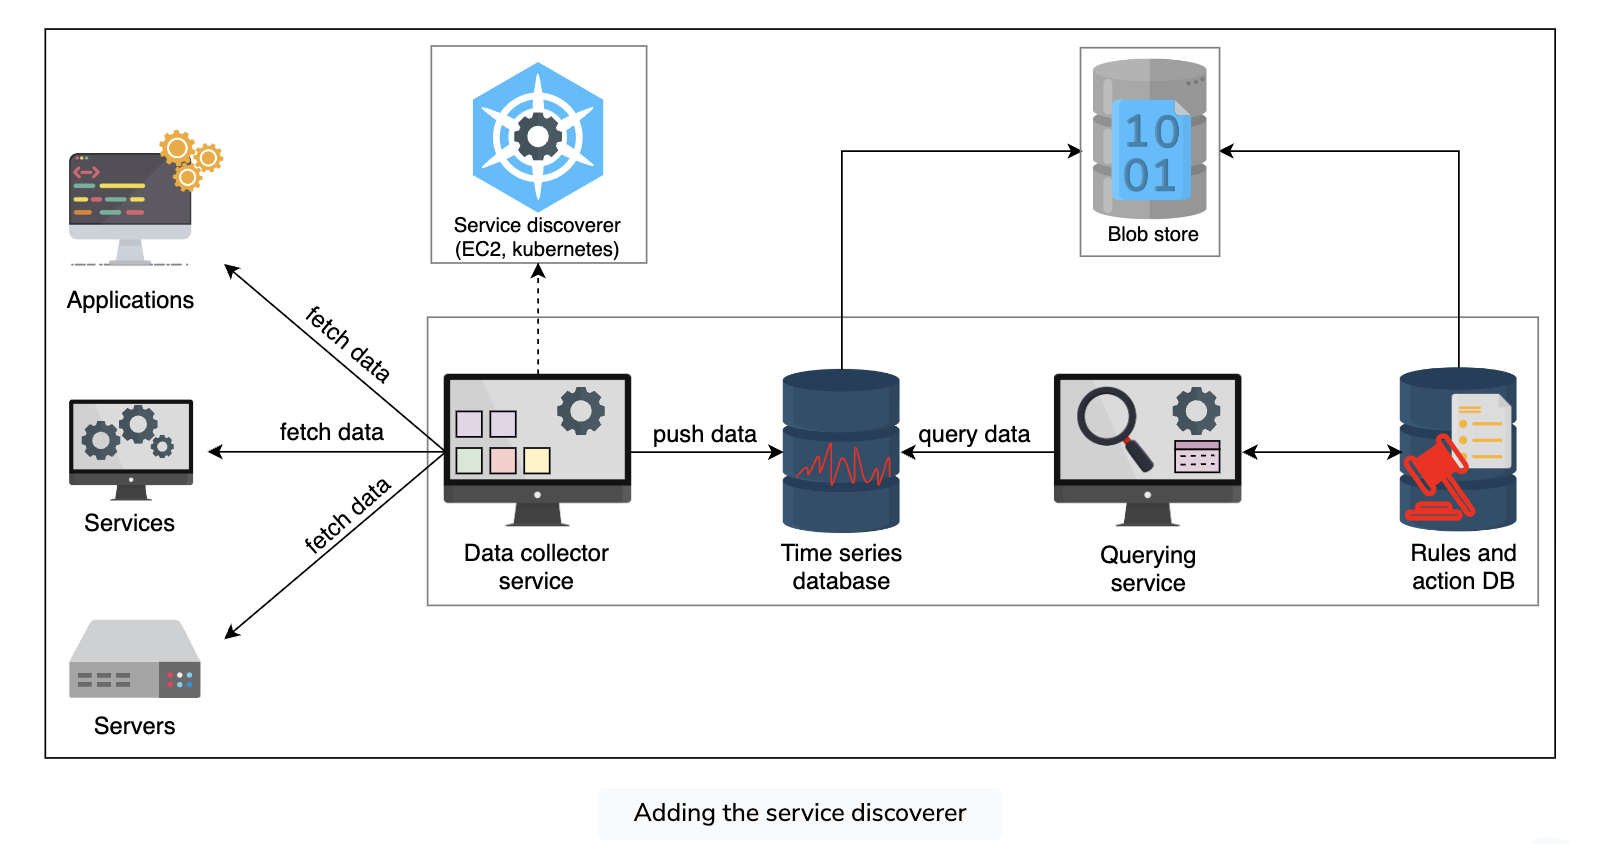 Service discoverer
(EC2, kubernetes)
10
01
Blob store
Applications
fetch data
fetch data
fetch data
push data
query data
Services
Data collector
service
Time series
database
Querying
service
Rules and
action DB
Servers
Adding the service discoverer